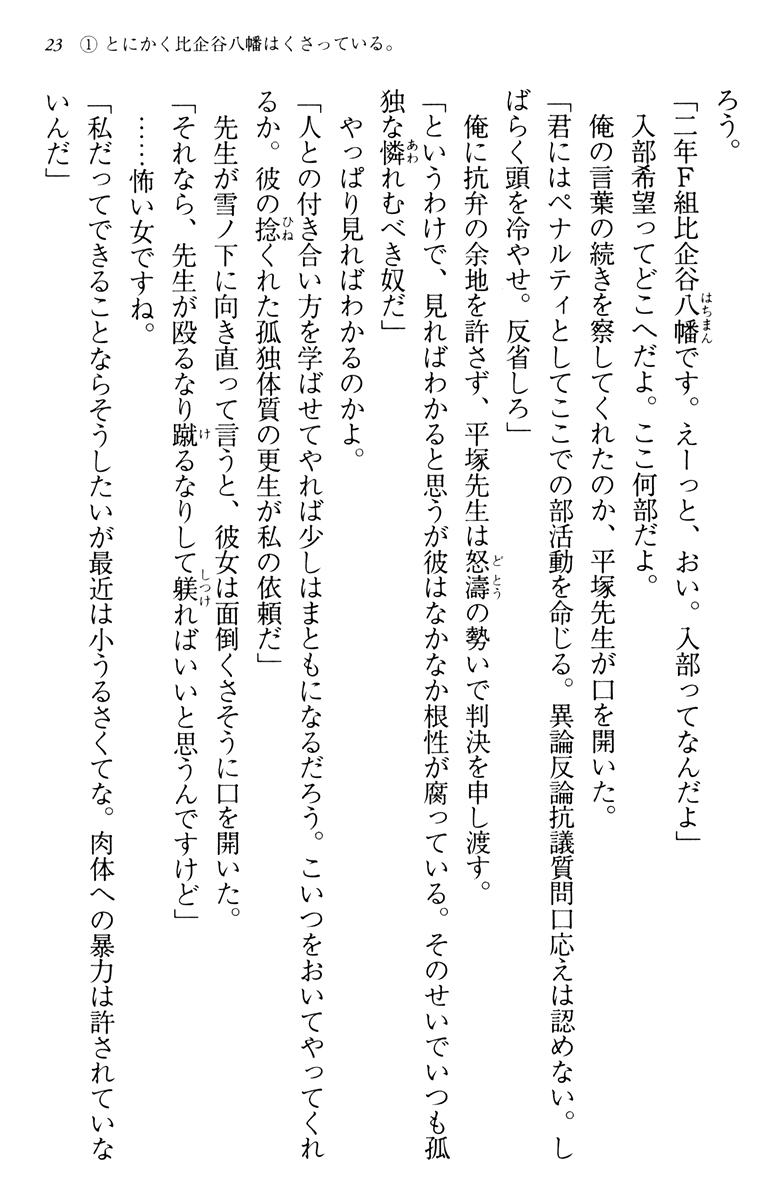 23 ① とにかく比企谷八幡はくさっている。
ろう。
「二年F組比企谷八幡です。えーっと、おい。入部ってなんだよ」
入部希望ってどこへだよ。ここ何部だよ。
俺の言葉の続きを察してくれたのか、平塚先生が口を開いた。
「君にはペナルティとしてここでの部活動を命じる。異論反論抗議質問口応えは認めない。し
ばらく頭を冷やせ。反省しろ」
俺に抗弁の余地を許さず、平塚先生は怒濤の勢いで判決を申し渡す。
「というわけで、見ればわかると思うが彼はなかなか根性が腐っている。そのせいでいつも孤
独な憐れむべき奴だ」
やっぱり見ればわかるのかよ。
「人との付き合い方を学ばせてやれば少しはまともになるだろう。こいつをおいてやってくれ
るか。彼の捻くれた孤独体質の更生が私の依頼だ」
先生が雪ノ下に向き直って言うと、彼女は面倒くさそうに口を開いた。
「それなら、先生が殴るなり蹴るなりして躾ればいいと思うんですけど」
……怖い女ですね。
「私だってできることならそうしたいが最近は小うるさくてな。肉体への暴力は許されていな
いんだ」